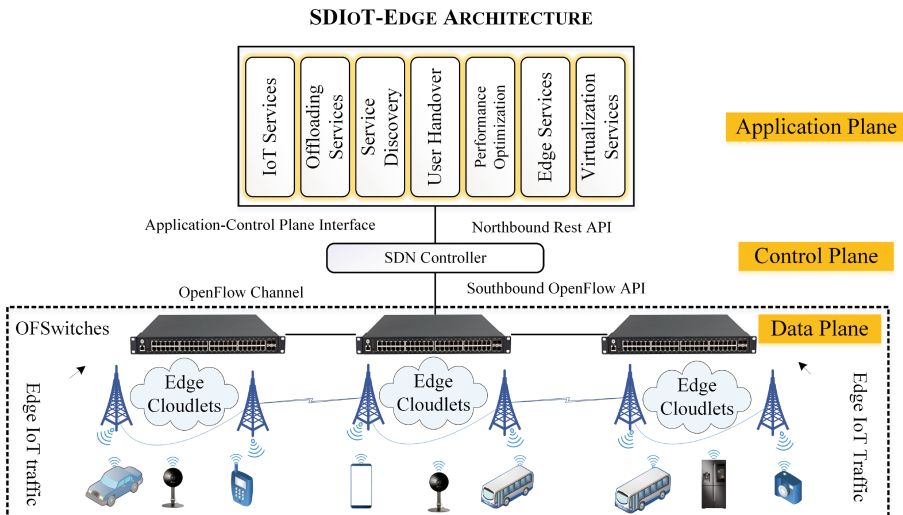 SDIOT-EDGE ARCHITECTURE
IoT Services
Offloading
Services
Service
Discovery
User Handover
Performance
Optimization
Edge Services
Virtualization
Services
Application Plane
Application-Control Plane Interface
Northbound Rest API
SDN Controller
Control Plane
OpenFlow Channel
Southbound OpenFlow API
OFSwitches
Data Plane
Edge
Cloudlets
Edge
Cloudlets
Edge
Cloudlets
Edge IoT traffic
Edge IoT Traffic